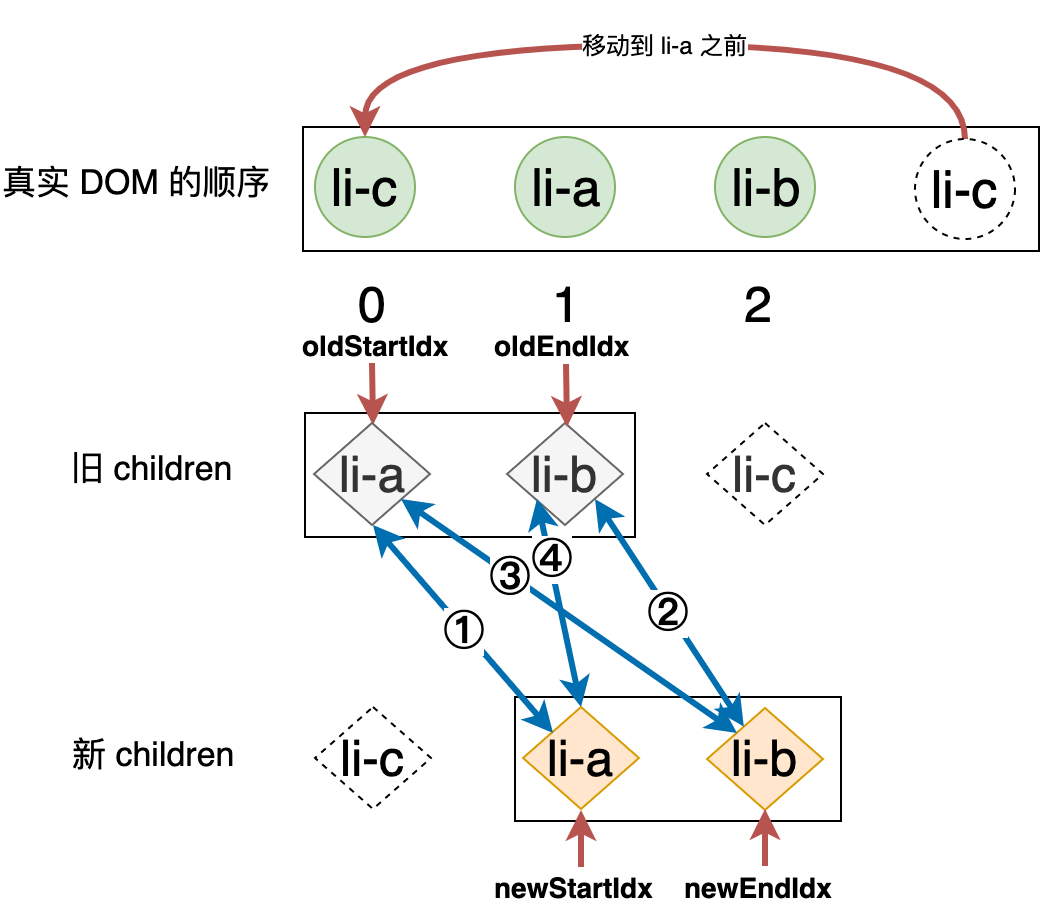 移动到 li-a 之前
真实 DOM 的顺序
li-c
li-a
li-b
li-c
0
1
2
oldStartIdx
oldEndIdx
旧 children
li-a
li-b
li-c
④
③
②
①
新 children
li-c
li-a
li-b
newStartIdx
newEndIdx